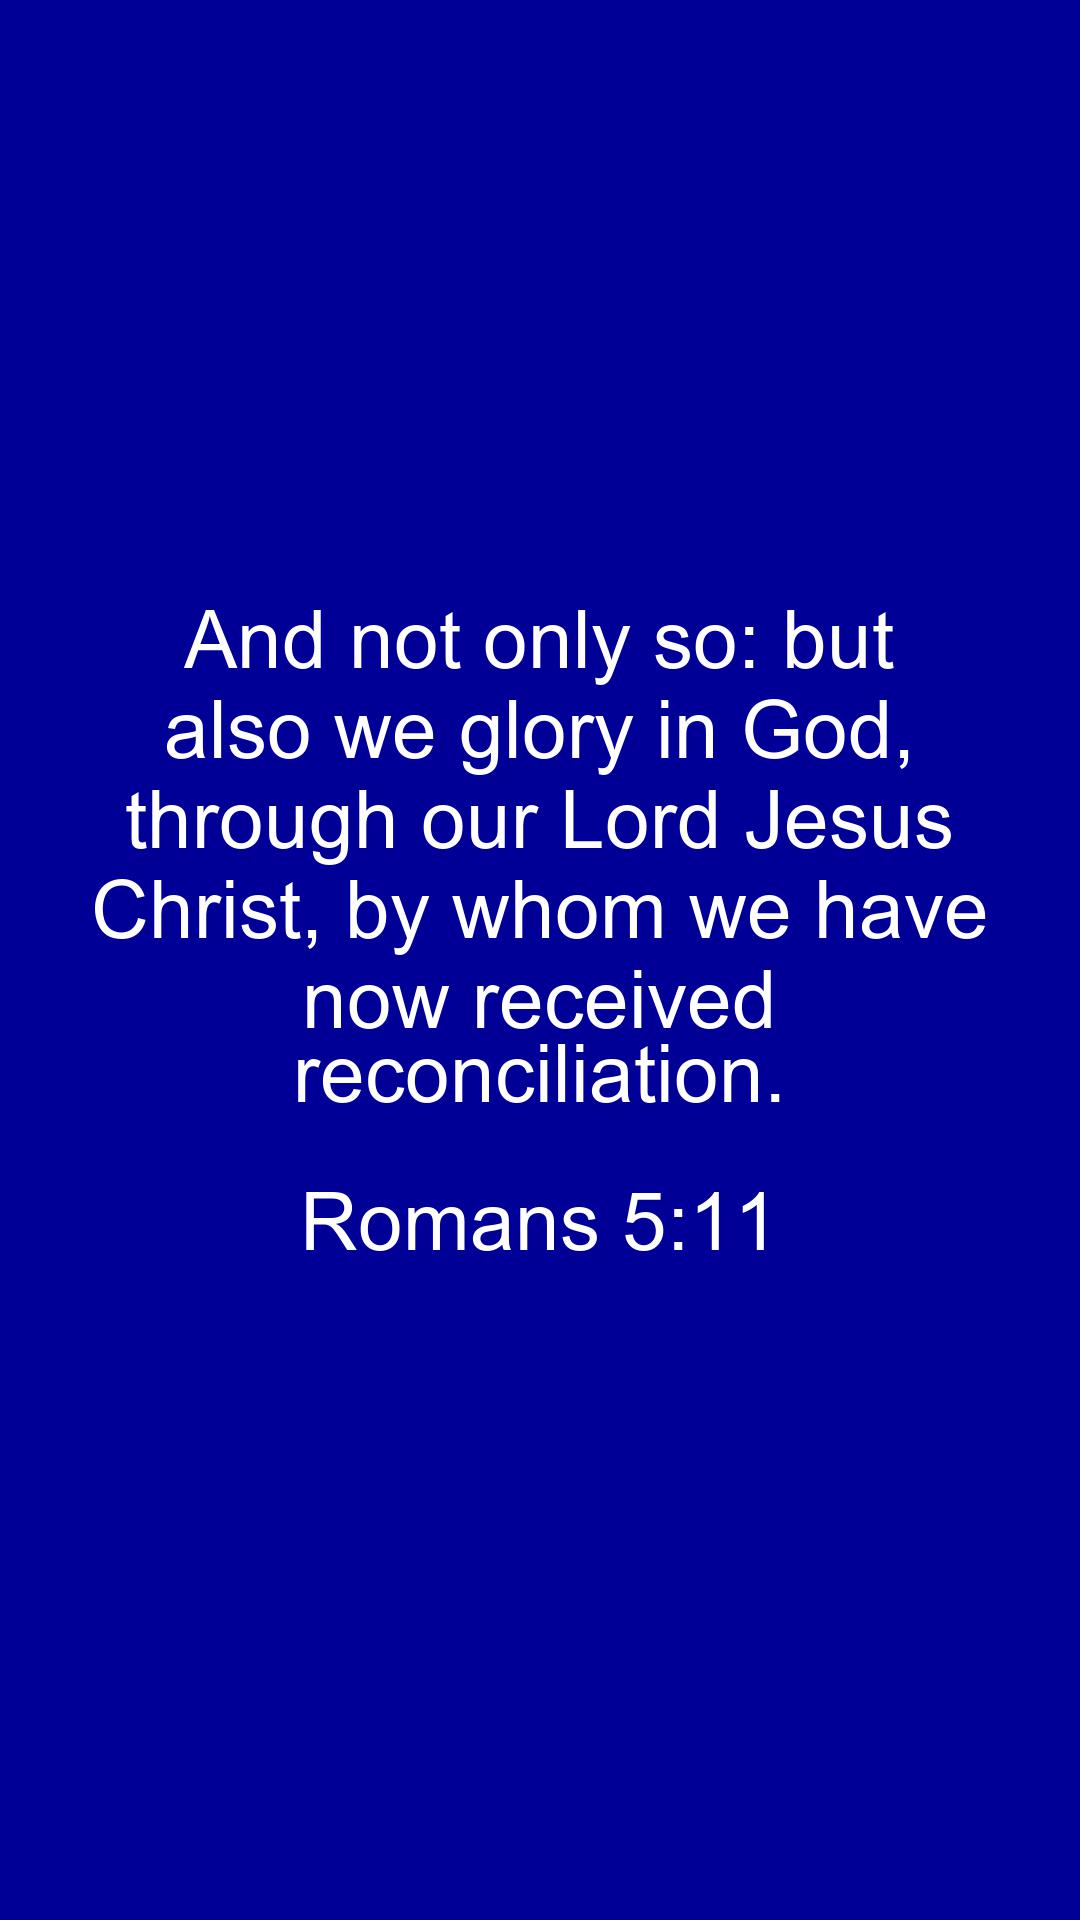 And not only so: but
also we glory in God,
through our Lord Jesus
Christ, by whom we have
now received
reconciliation.
Romans 5:11